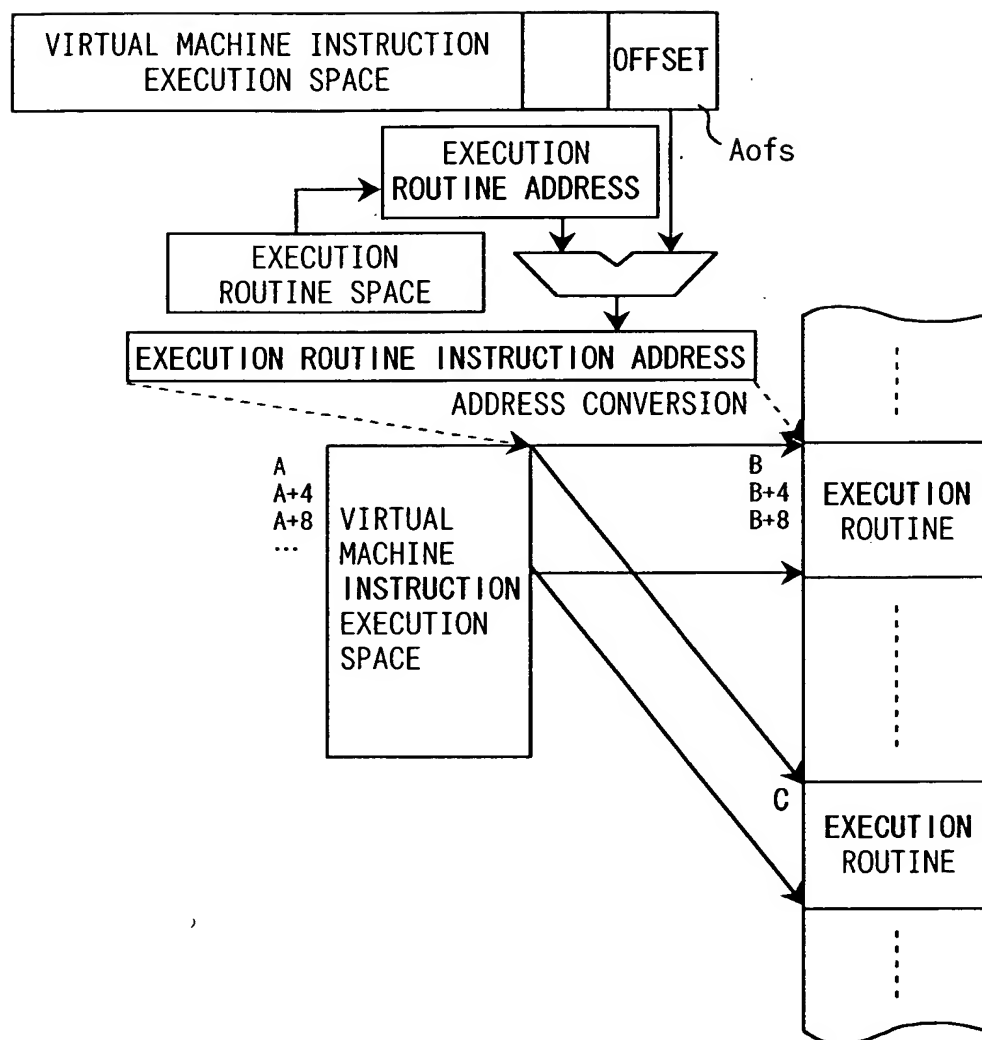 VIRTUAL MACHINE INSTRUCTION
EXECUTION SPACE
OFFSET
Aofs
EXECUTION
ROUTINE ADDRESS
EXECUTION
ROUTINE SPACE
EXECUTION ROUTINE INSTRUCTION ADDRESS
ADDRESS CONVERSION
A
A+4
A+8
...
VIRTUAL
MACHINE
INSTRUCTION
EXECUTION
SPACE
B
B+4
B+8
EXECUTION
ROUTINE
C
EXECUTION
ROUTINE